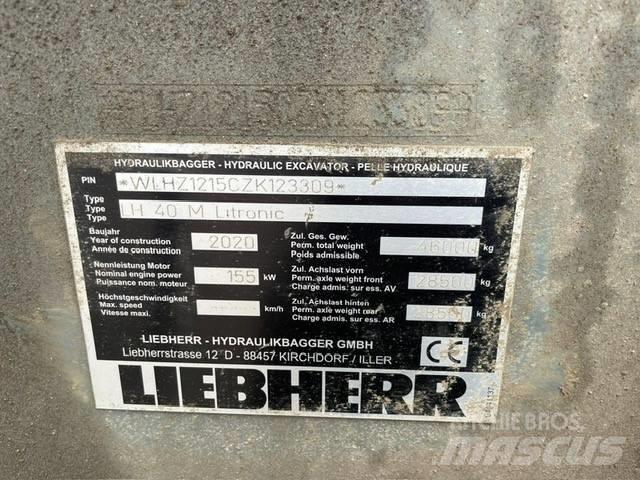 HYDRAULIKBAGGER - HYDRAULIC EXCAVATOR - PELLE HYDRAULIQUE
PIN *WLHZ1215CZK123309*
Type
Type LH 40 M Litronic
Type
Baujahr
Year of construction 2020
Année de construction
Nennleistung Motor
Nominal engine power 155 kW
Puissance nom. moteur
Höchstgeschwindigkeit
Max. speed km/h
Vitesse maxi.
Zul. Ges. Gew.
Perm. total weight 46000 kg
Poids admissible
Zul. Achslast vorn
Perm. axle weight front 28500 kg
Charge admis. sur ess. AV
Zul. Achslast hinten
Perm. axle weight rear kg
Charge admis. sur ess. AR
LIEBHERR - HYDRAULIKBAGGER GMBH
Liebherrstrasse 12 D - 88457 KIRCHDORF / ILLER
CE
LIEBHERR
RITCHIE BROS.
MASCUS